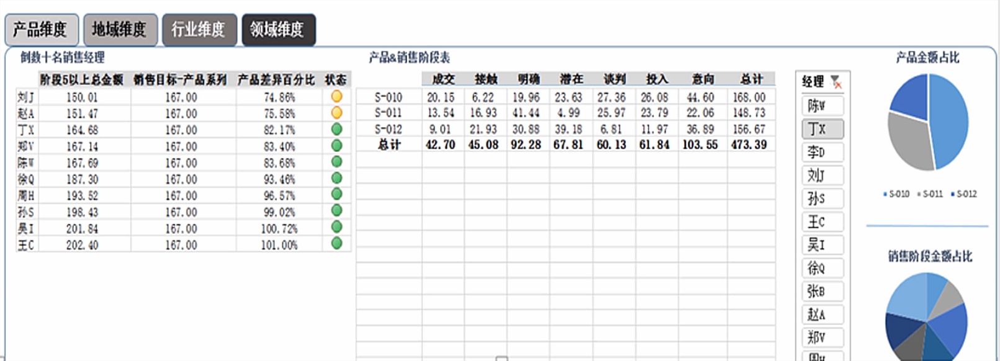 产品维度 地域维度 行业维度 领域维度
倒数十名销售经理
阶段5以上总金额 销售目标-产品系列 产品差异百分比 状态
刘J 150.01 167.00 74.86%
赵A 151.47 167.00 75.58%
丁X 164.68 167.00 82.17%
郑V 167.14 167.00 83.40%
陈W 167.69 167.00 83.68%
徐Q 187.30 167.00 93.46%
周H 193.52 167.00 96.57%
孙S 198.43 167.00 99.02%
吴I 201.84 167.00 100.72%
王C 202.40 167.00 101.00%
产品&销售阶段表
成交 接触 明确 潜在 谈判 投入 意向 总计
S-010 20.15 6.22 19.96 23.63 27.36 26.08 44.60 168.00
S-011 13.54 16.93 41.44 4.99 25.97 23.79 22.06 148.73
S-012 9.01 21.93 30.88 39.18 6.81 11.97 36.89 156.67
总计 42.70 45.08 92.28 67.81 60.13 61.84 103.55 473.39
经理
陈W
丁X
李D
刘J
孙S
王C
吴I
徐Q
张B
赵A
郑V
产品金额占比
S-010 S-011 S-012
销售阶段金额占比